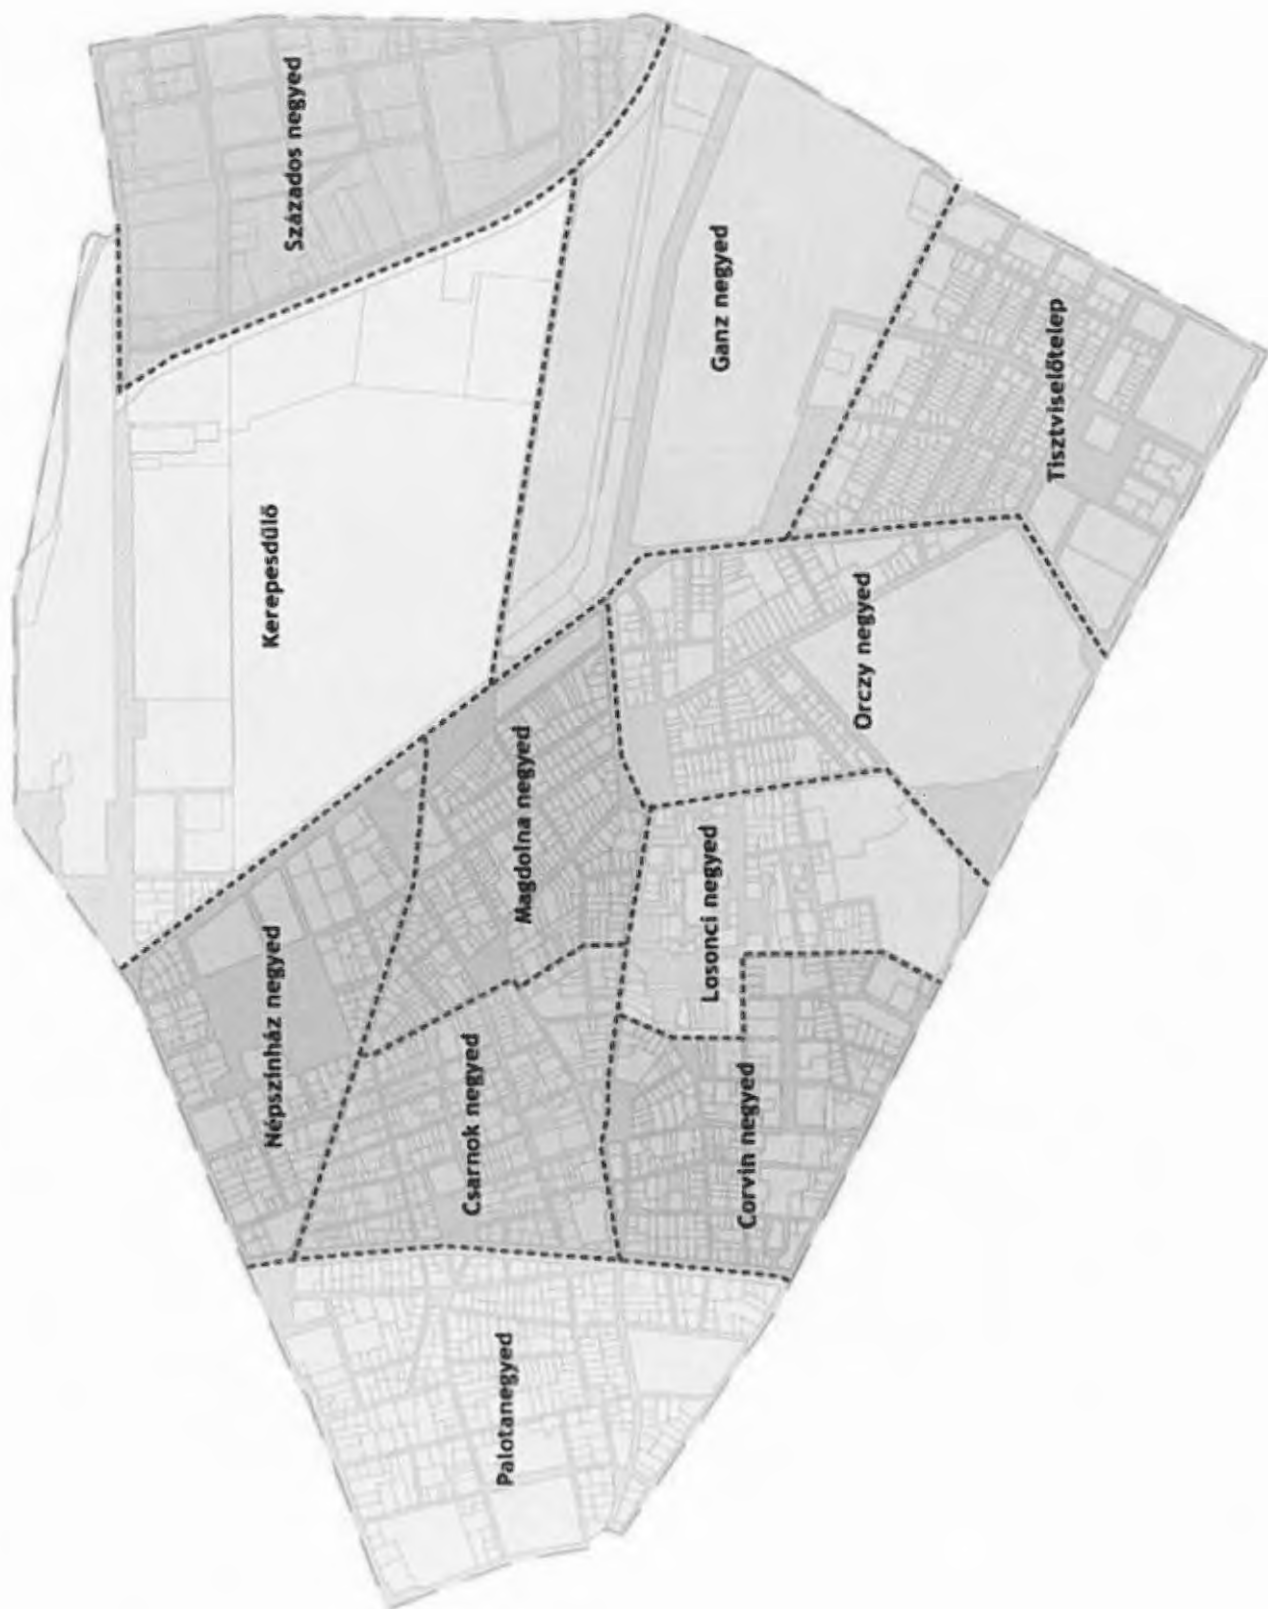 Palotanegyed
Népszínház negyed
Csarnok negyed
Corvin negyed
Magdolna negyed
Losonci negyed
Kerepesdűlő
Orczy negyed
Százados negyed
Ganz negyed
Tisztviselőtelep